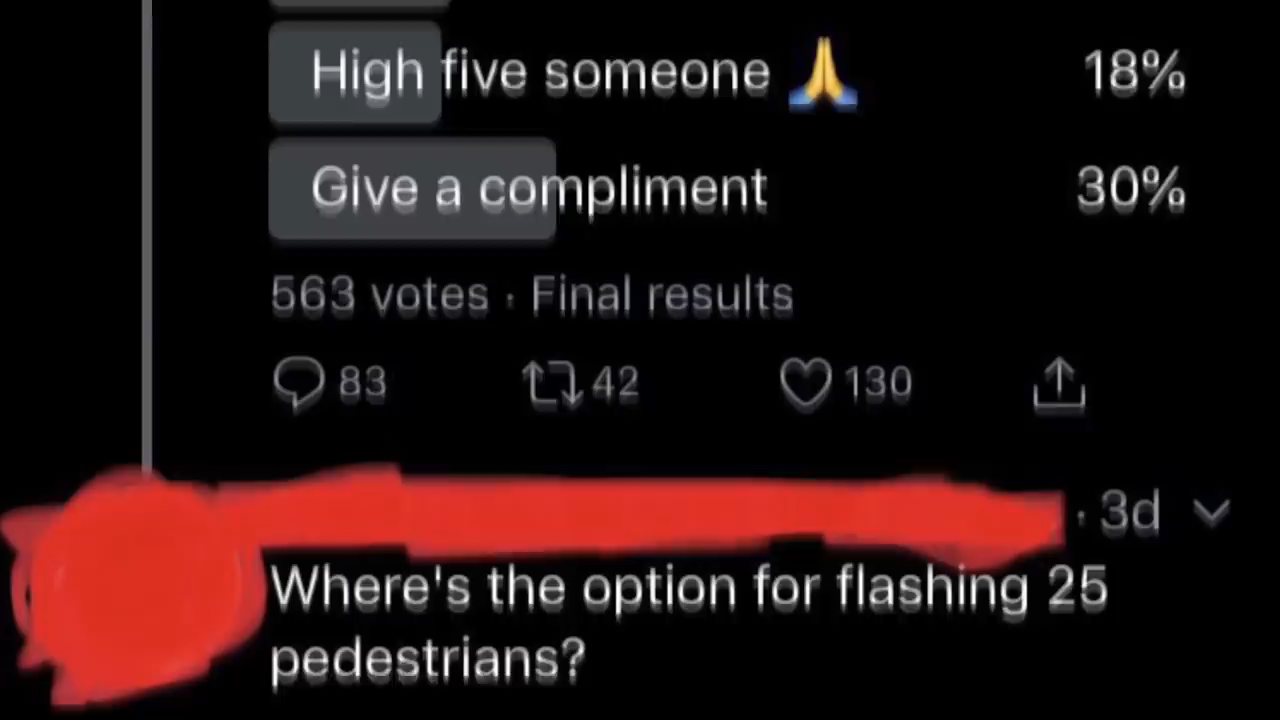 High five someone 🙏 18%
Give a compliment 30%
563 votes · Final results
83 42 130
· 3d
Where's the option for flashing 25
pedestrians?